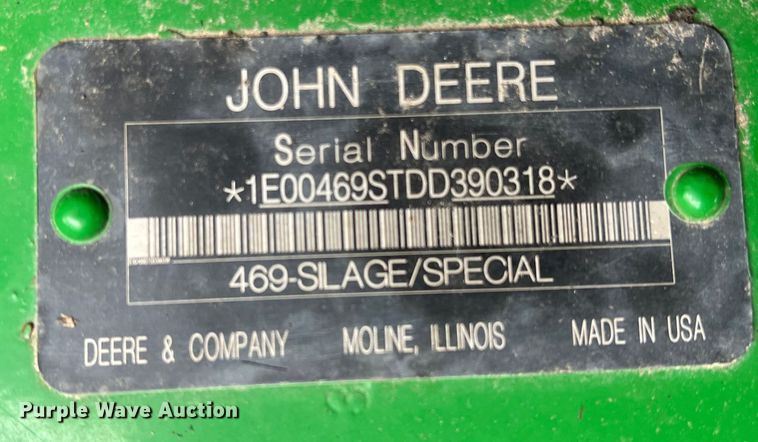 JOHN DEERE
Serial Number
*1E00469STDD390318*
469-SILAGE/SPECIAL
DEERE & COMPANY MOLINE, ILLINOIS MADE IN USA
Purple Wave Auction